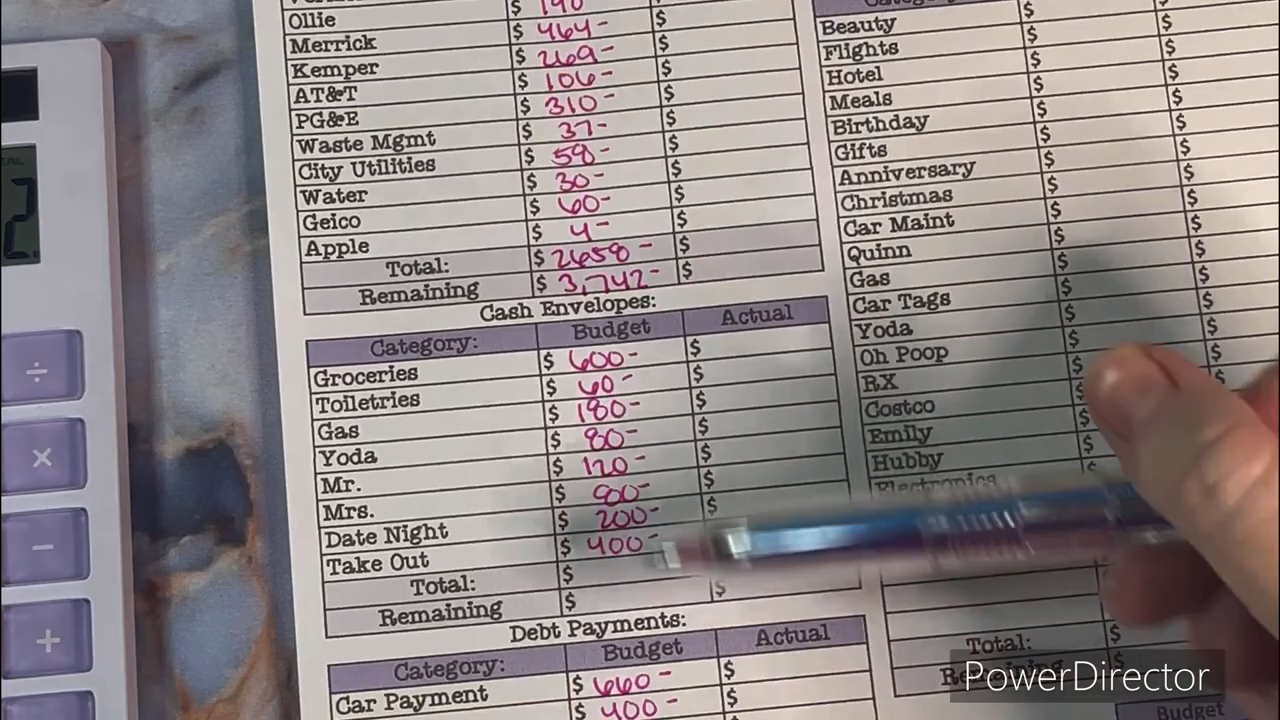 Ollie $ 190- $
Merrick $ 464- $
Kemper $ 269- $
AT&T $ 106- $
PG&E $ 310- $
Waste Mgmt $ 37- $
City Utilities $ 58- $
Water $ 30- $
Geico $ 60- $
Apple $ 4- $
Total: $ 2658- $
Remaining $ 3,742- $
Cash Envelopes:
Category: Budget Actual
Groceries $ 600- $
Toiletries $ 60- $
Gas $ 180- $
Yoda $ 80- $
Mr. $ 120- $
Mrs. $ $
Date Night $ 200- $
Take Out $ 400-
Total: $
Remaining $ $
Debt Payments:
Category: Budget Actual
Car Payment $ 660- $
$ 400- $
Beauty $ $
Flights $ $
Hotel $ $
Meals $ $
Birthday $ $
Gifts $ $
Anniversary $ $
Christmas $ $
Car Maint $ $
Quinn $ $
Gas $ $
Car Tags $ $
Yoda $ $
Oh Poop $ $
RX $ $
Costco $
Emily $
Hubby $
Electronics
Total: $
Budget
PowerDirector